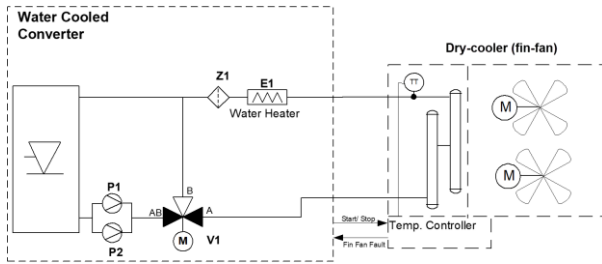 Water Cooled
Converter
Dry-cooler (fin-fan)
Z1
E1
Water Heater
TT
M
M
P1
P2
AB
B
A
M
V1
Start/ Stop
Fin Fan Fault
Temp. Controller